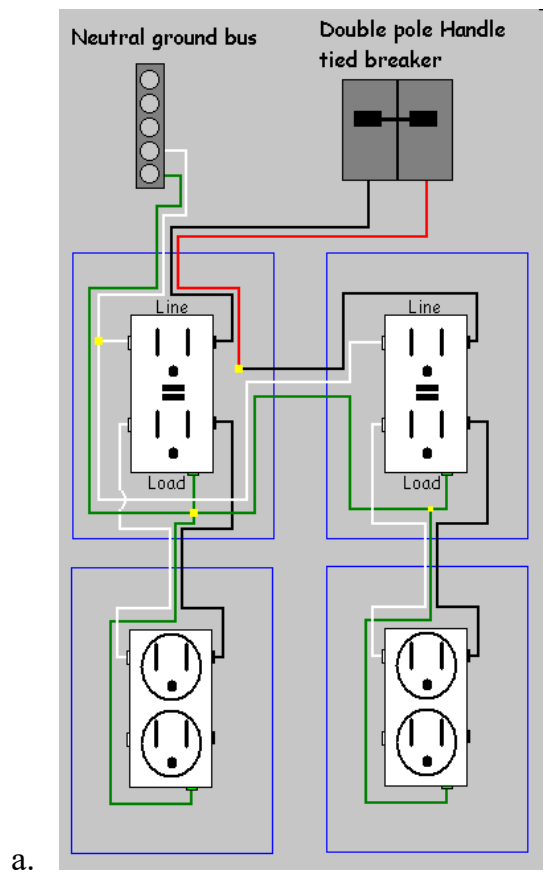 Neutral ground bus
Double pole Handle
tied breaker
Line
Line
Load
Load
a.